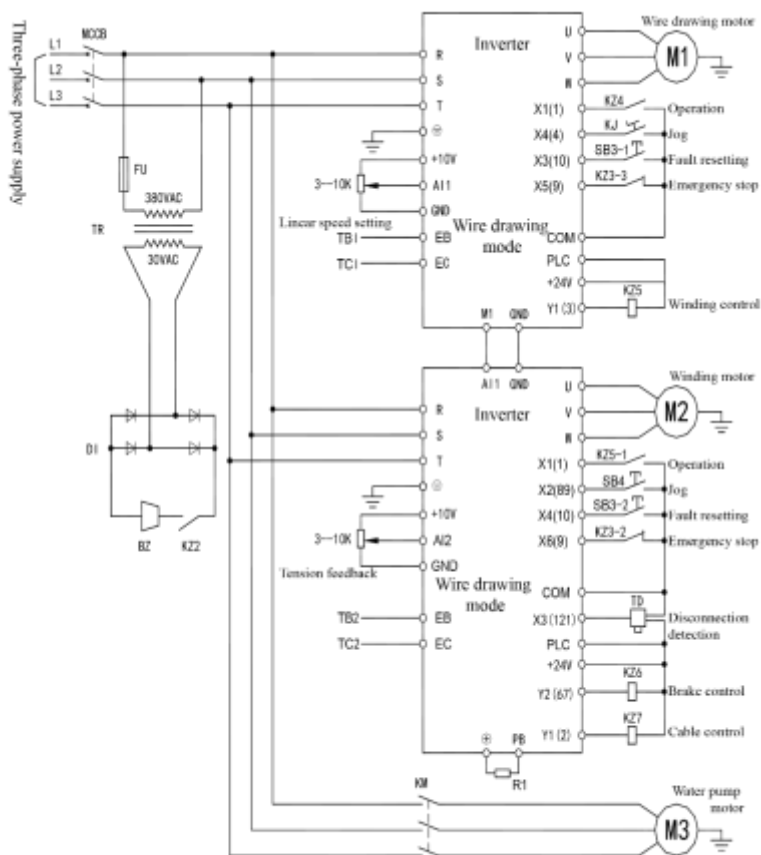 Three-phase power supply
L1
L2
L3
MCCB
FU
380VAC
TR
30VAC
D1
BZ
KZ2
Inverter
R
S
T
+10V
3—10K
AI1
GND
Linear speed setting
Wire drawing
mode
TB1
EB
TC1
EC
U
V
W
Wire drawing motor
M1
X1(1)
KZ4
Operation
X4(4)
KJ
Jog
X3(10)
SB3-1
Fault resetting
X5(9)
KZ3-3
Emergency stop
COM
PLC
+24V
Y1(3)
KZ5
Winding control
M1
GND
AI1
GND
Inverter
R
S
T
+10V
3—10K
AI2
GND
Tension feedback
Wire drawing
mode
TB2
EB
TC2
EC
U
V
W
Winding motor
M2
X1(1)
KZ5-1
Operation
X2(89)
SB4
Jog
X4(10)
SB3-2
Fault resetting
X6(9)
KZ3-2
Emergency stop
COM
X3(121)
TD
Disconnection
detection
PLC
+24V
Y2(67)
KZ6
Brake control
Y1(2)
KZ7
Cable control
⊕
PB
R1
KM
Water pump
motor
M3